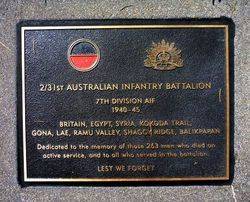 2/31st AUSTRALIAN INFANTRY BATTALION
7TH DIVISION AIF
1940-45
BRITAIN, EGYPT, SYRIA, KOKODA TRAIL,
GONA, LAE, RAMU VALLEY, SHAGGY RIDGE, BALIKPAPAN
Dedicated to the memory of those 263 men who died on
active service, and to all who served in the battalion.
LEST WE FORGET